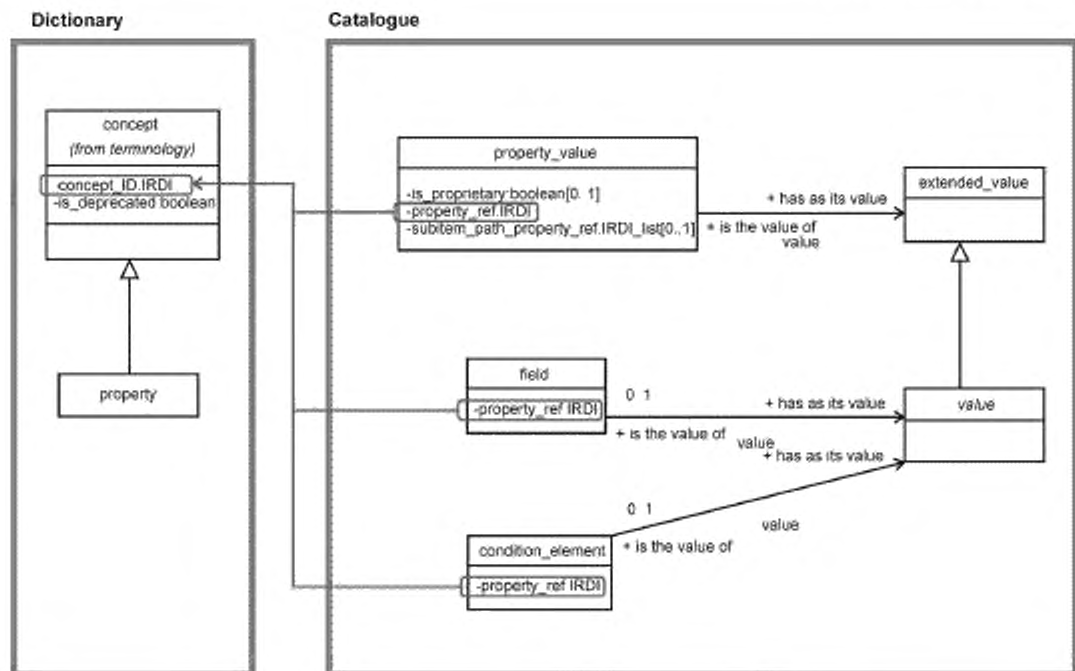 Dictionary
Catalogue
concept
(from terminology)
-concept_ID.IRDI
-is_deprecated boolean
property
property_value
-is_proprietary:boolean[0. 1]
-property_ref.IRDI
-subitem_path_property_ref.IRDI_list[0..1]
+ has as its value
+ is the value of
value
extended_value
field
-property_ref IRDI
0 1
+ has as its value
+ is the value of
value
value
+ has as its value
0 1
value
+ is the value of
condition_element
-property_ref IRDI